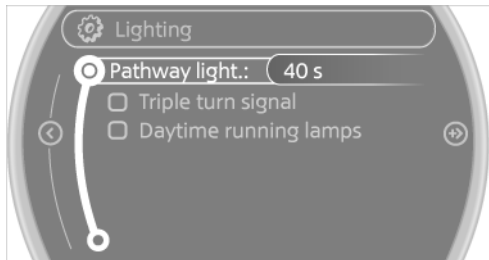 Lighting
Pathway light.: 40 s
Triple turn signal
Daytime running lamps